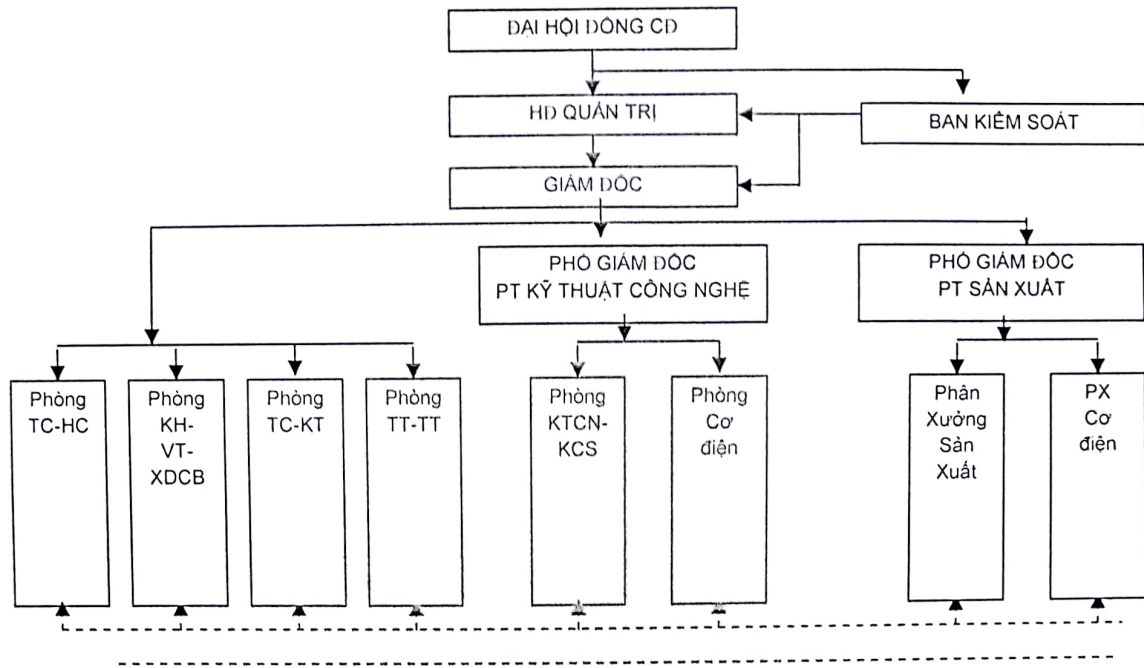 ĐẠI HỘI ĐỒNG CĐ
HĐ QUẢN TRỊ
BAN KIỂM SOÁT
GIÁM ĐỐC
PHÓ GIÁM ĐỐC
PT KỸ THUẬT CÔNG NGHỆ
PHÓ GIÁM ĐỐC
PT SẢN XUẤT
Phòng
TC-HC
Phòng
KH-
VT-
XDCB
Phòng
TC-KT
Phòng
TT-TT
Phòng
KTCN-
KCS
Phòng
Cơ
điện
Phân
Xưởng
Sản
Xuất
PX
Cơ
điện